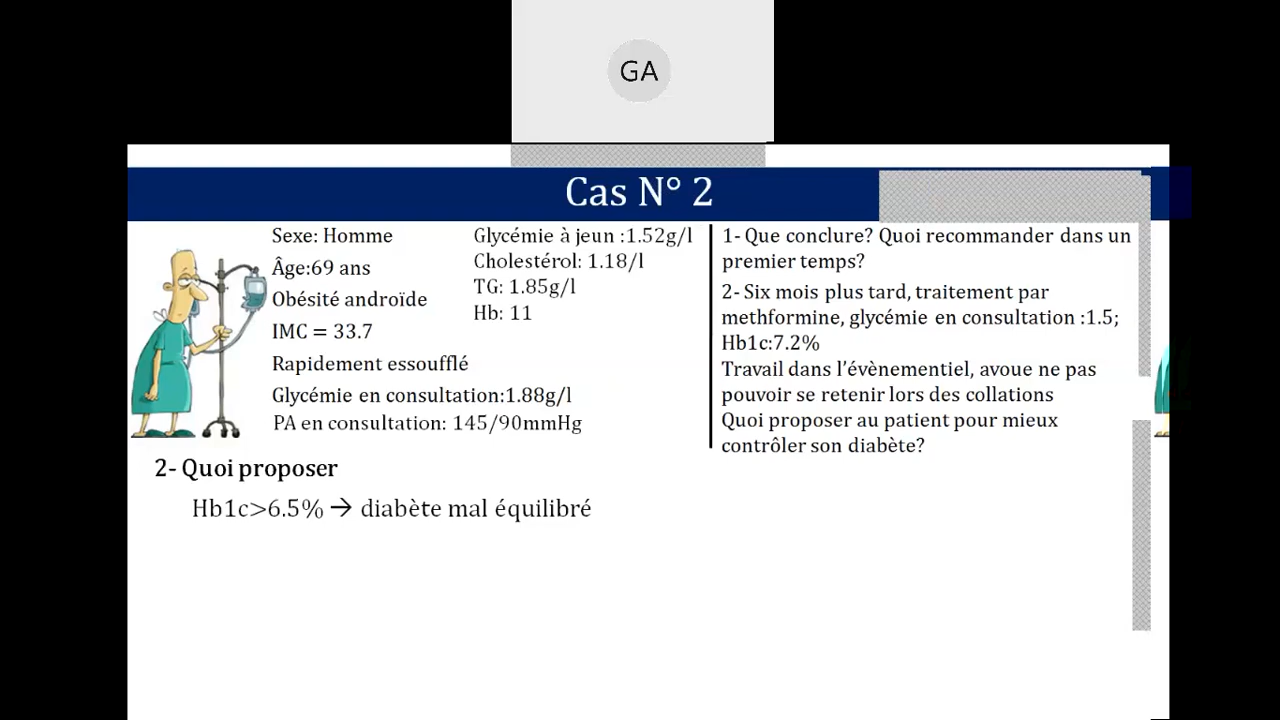 GA
Cas N° 2
Sexe: Homme
Âge:69 ans
Obésité androïde
IMC = 33.7
Rapidement essoufflé
Glycémie en consultation:1.88g/l
PA en consultation: 145/90mmHg
Glycémie à jeun :1.52g/l
Cholestérol: 1.18/l
TG: 1.85g/l
Hb: 11
1- Que conclure? Quoi recommander dans un
premier temps?
2- Six mois plus tard, traitement par
methformine, glycémie en consultation :1.5;
Hb1c:7.2%
Travail dans l’évènementiel, avoue ne pas
pouvoir se retenir lors des collations
Quoi proposer au patient pour mieux
contrôler son diabète?
2- Quoi proposer
Hb1c>6.5% → diabète mal équilibré